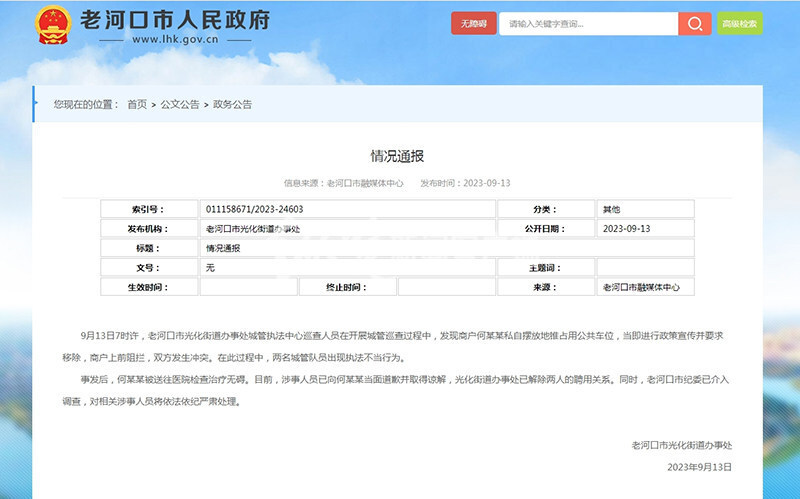 老河口市人民政府
www.lhk.gov.cn
无障碍
请输入关键字查询...
高级检索
您现在的位置： 首页 > 公文公告 > 政务公告
情况通报
信息来源：老河口市融媒体中心 发布时间：2023-09-13
索引号： 011158671/2023-24603 分类： 其他
发布机构： 老河口市光化街道办事处 公开日期： 2023-09-13
标题： 情况通报
文号： 无 主题词：
生效时间： 终止时间： 来源： 老河口市融媒体中心
9月13日7时许，老河口市光化街道办事处城管执法中心巡查人员在开展城管巡查过程中，发现商户何某某私自摆放地推占用公共车位，当即进行政策宣传并要求
移除，商户上前阻拦，双方发生冲突。在此过程中，两名城管队员出现执法不当行为。
事发后，何某某被送往医院检查治疗无碍。目前，涉事人员已向何某某当面道歉并取得谅解，光化街道办事处已解除两人的聘用关系。同时，老河口市纪委已介入
调查，对相关涉事人员将依法依纪严肃处理。
老河口市光化街道办事处
2023年9月13日